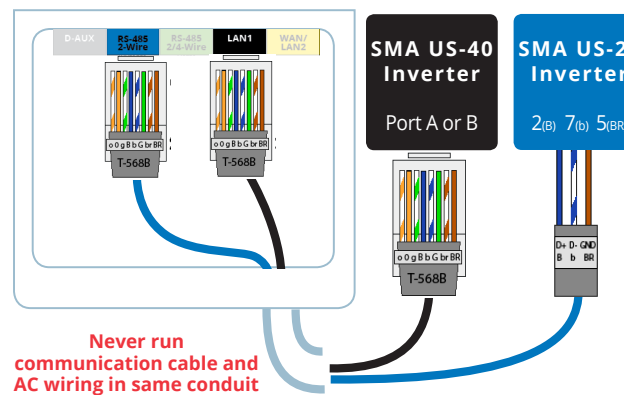 D-AUX
RS-485
2-Wire
RS-485
2/4-Wire
LAN1
WAN/
LAN2
o O g B b G br BR
T-568B
o O g B b G br BR
T-568B
SMA US-40
Inverter
Port A or B
o O g B b G br BR
T-568B
SMA US-2
Inverter
2(B) 7(b) 5(BR
D+ D- GND
B b BR
Never run
communication cable and
AC wiring in same conduit